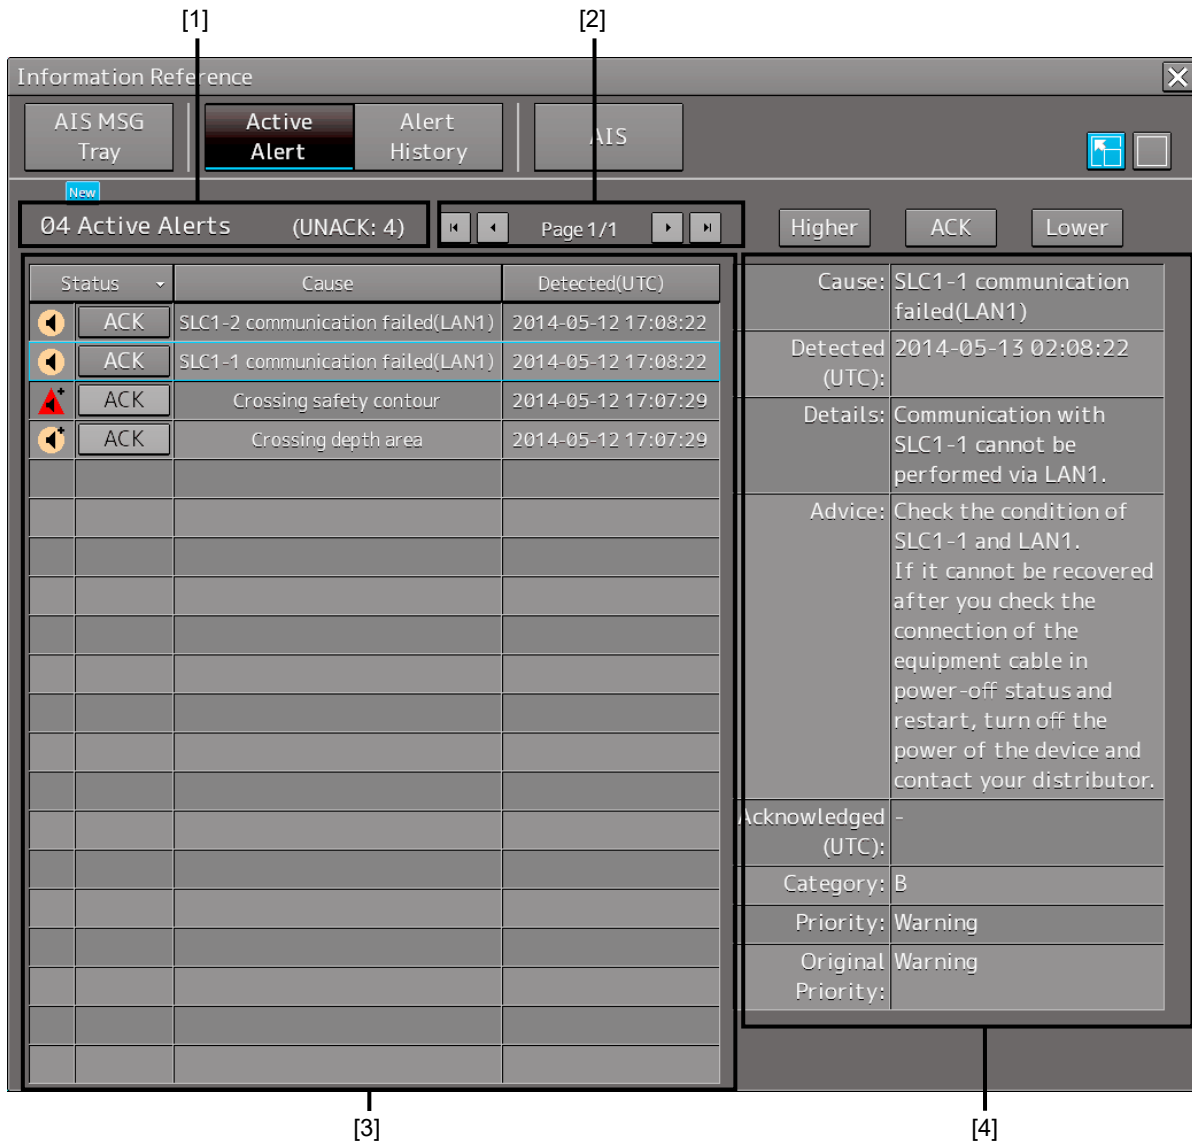 [1]
[2]
Information Reference
AIS MSG
Tray
Active
Alert
Alert
History
AIS
New
04 Active Alerts (UNACK: 4)
Page 1/1
Higher
ACK
Lower
Status Cause Detected(UTC)
ACK SLC1-2 communication failed(LAN1) 2014-05-12 17:08:22
ACK SLC1-1 communication failed(LAN1) 2014-05-12 17:08:22
ACK Crossing safety contour 2014-05-12 17:07:29
ACK Crossing depth area 2014-05-12 17:07:29
Cause: SLC1-1 communication
failed(LAN1)
Detected 2014-05-13 02:08:22
(UTC):
Details: Communication with
SLC1-1 cannot be
performed via LAN1.
Advice: Check the condition of
SLC1-1 and LAN1.
If it cannot be recovered
after you check the
connection of the
equipment cable in
power-off status and
restart, turn off the
power of the device and
contact your distributor.
Acknowledged -
(UTC):
Category: B
Priority: Warning
Original Warning
Priority:
[3]
[4]